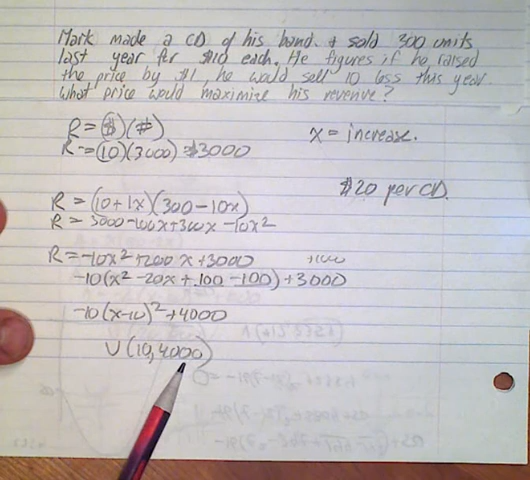 Mark made a CD of his band & sold 300 units
last year for $10 each. He figures if he raised
the price by $1, he would sell 10 less this year.
What price would maximize his revenue?
R = ($)(#)
R = (10)(3000) = $3000
x = increase.
$20 per CD.
R = (10+1x)(300-10x)
R = 3000-100x+300x-10x²
R = -10x²+200x+3000
-10(x²-20x+100-100)+3000
-10(x-10)²+4000
V(10,4000)